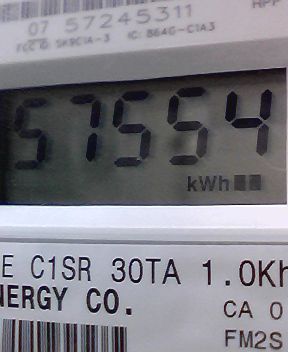 07 57245311
FCC ID: SK9C1A-3 IC: 864G-C1A3
57554
kWh
E C1SR 30TA 1.0Kh
NERGY CO.
CA 0
FM2S